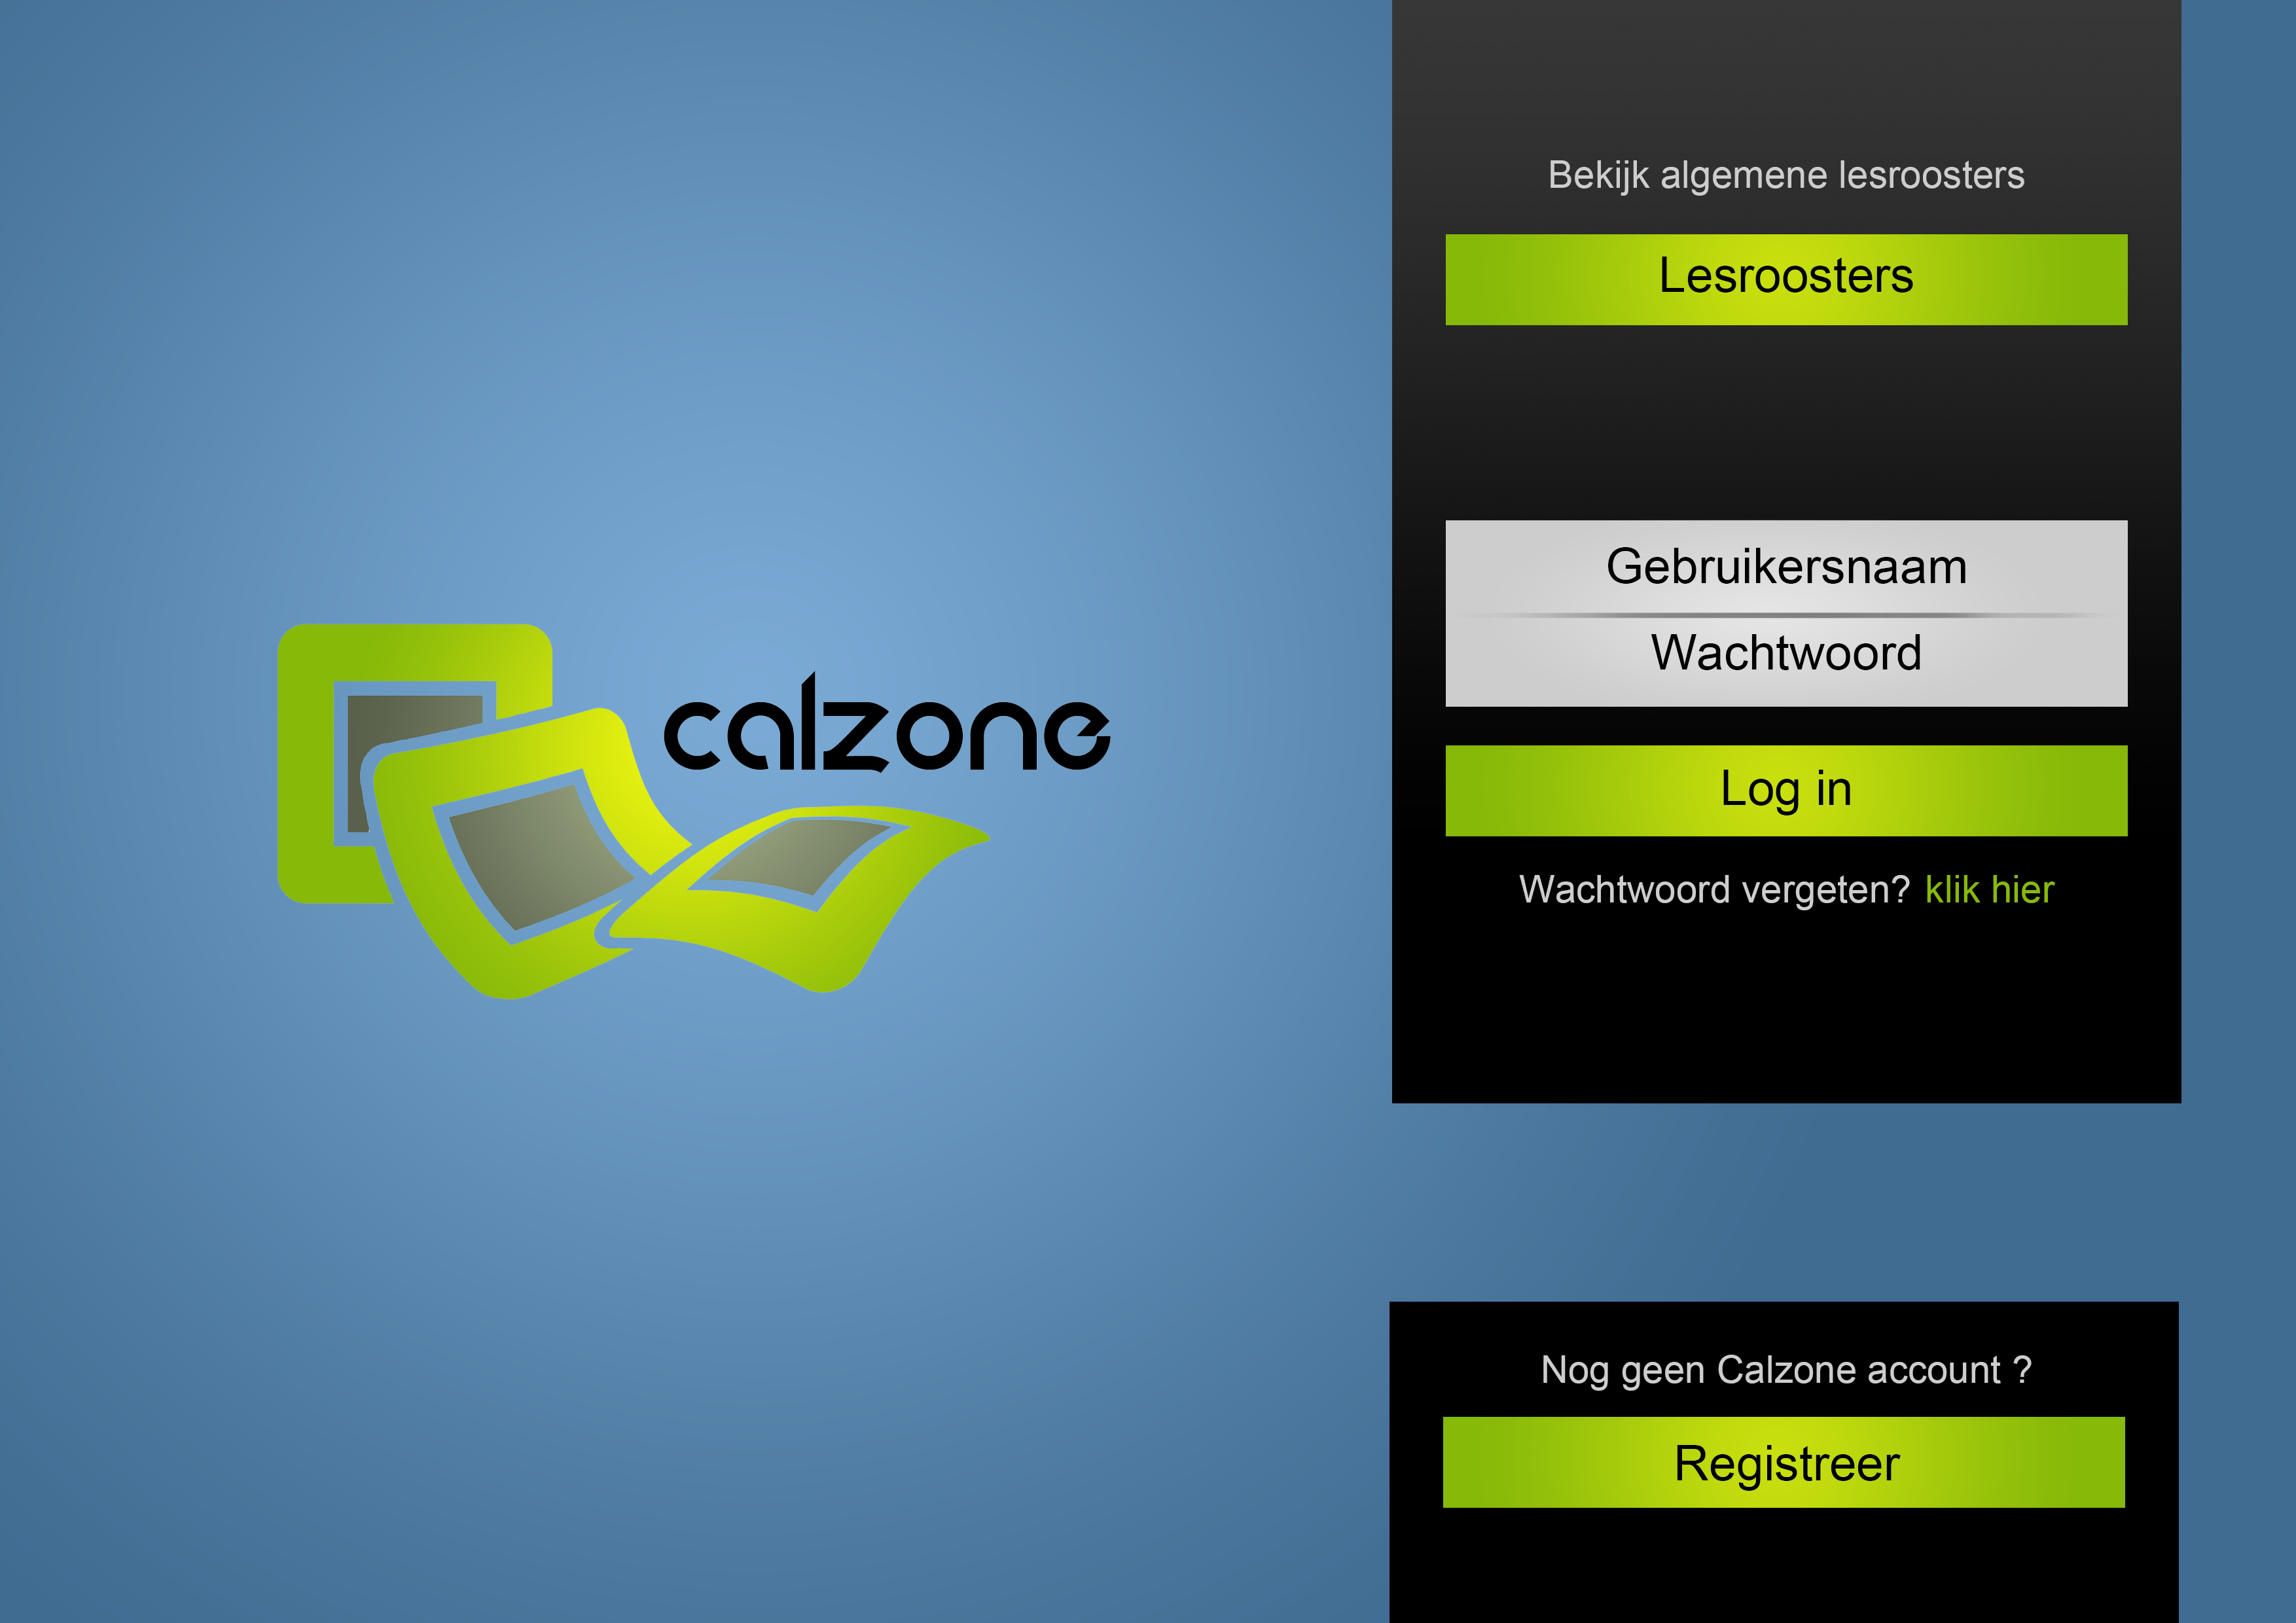 calzone
Bekijk algemene lesroosters
Lesroosters
Gebruikersnaam
Wachtwoord
Log in
Wachtwoord vergeten? klik hier
Nog geen Calzone account ?
Registreer